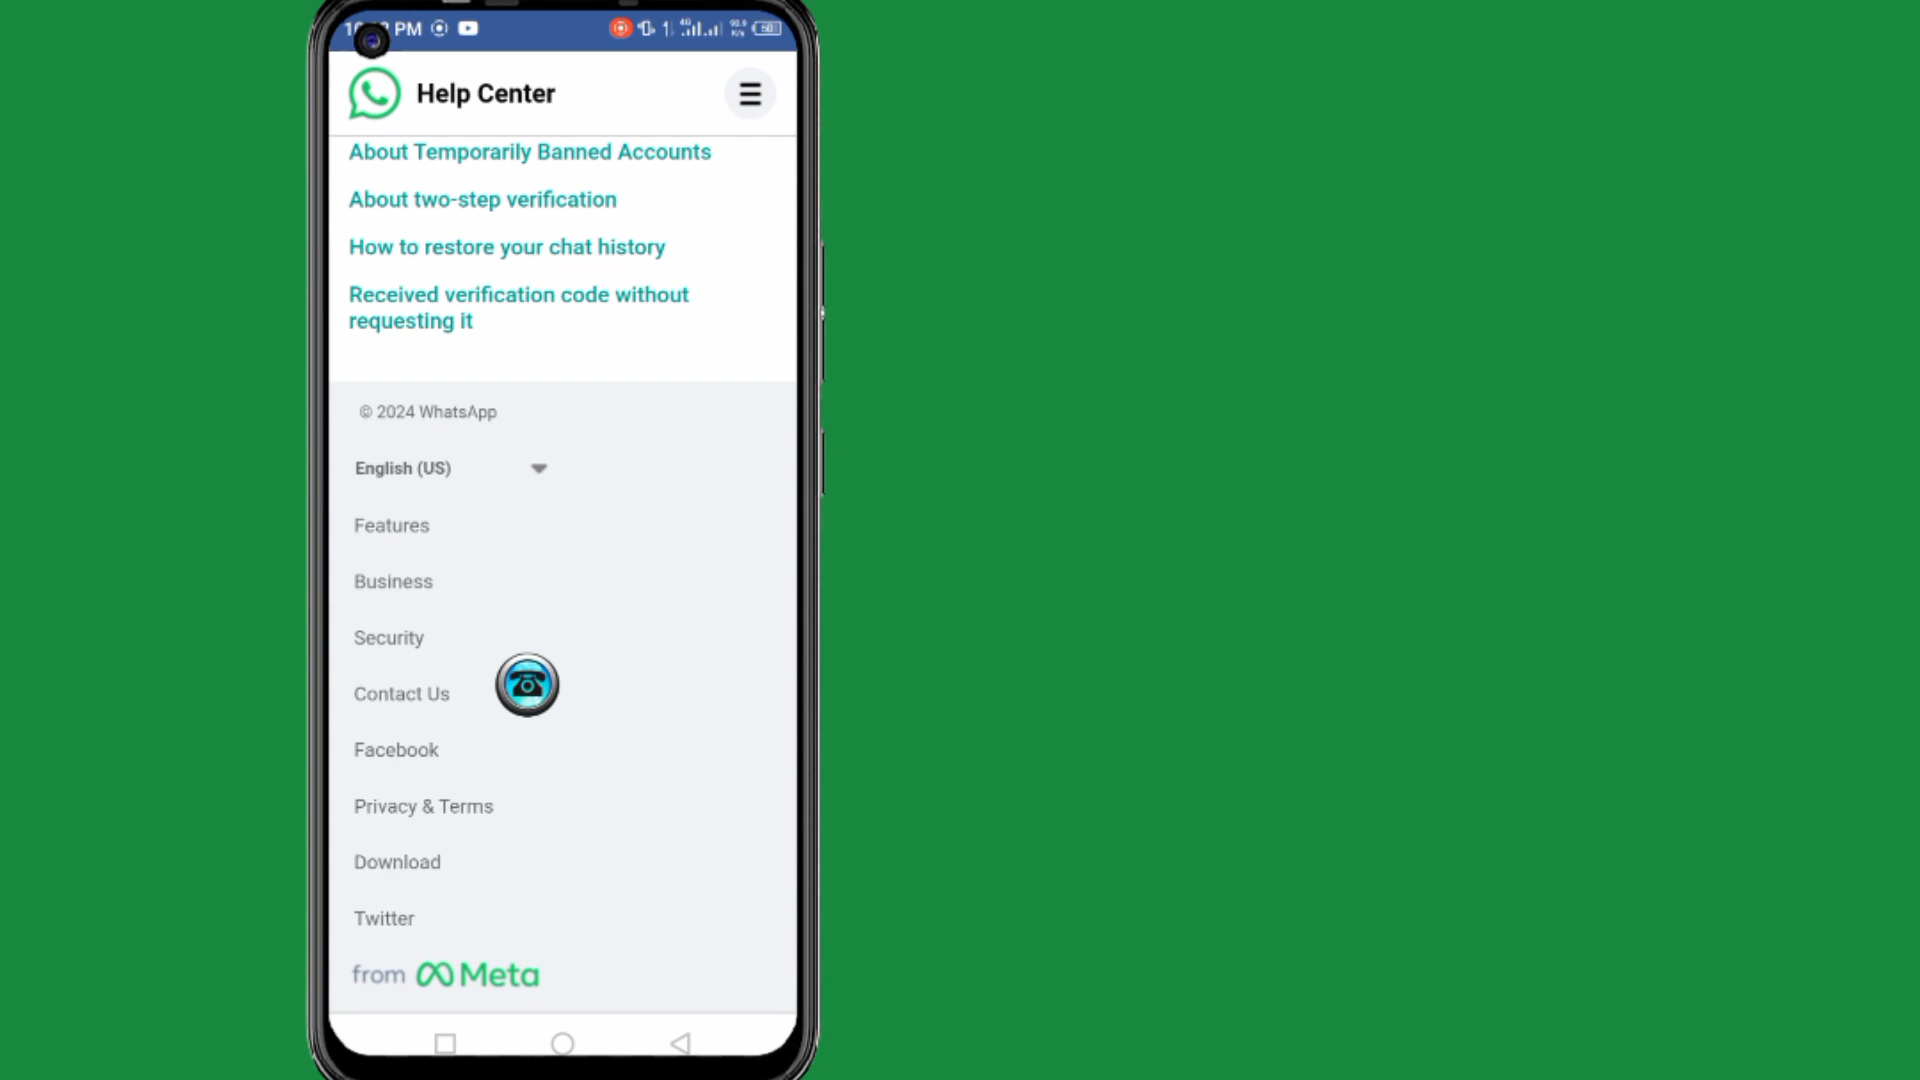 PM
4G
60
Help Center
About Temporarily Banned Accounts
About two-step verification
How to restore your chat history
Received verification code without
requesting it
© 2024 WhatsApp
English (US)
Features
Business
Security
Contact Us
Facebook
Privacy & Terms
Download
Twitter
from Meta